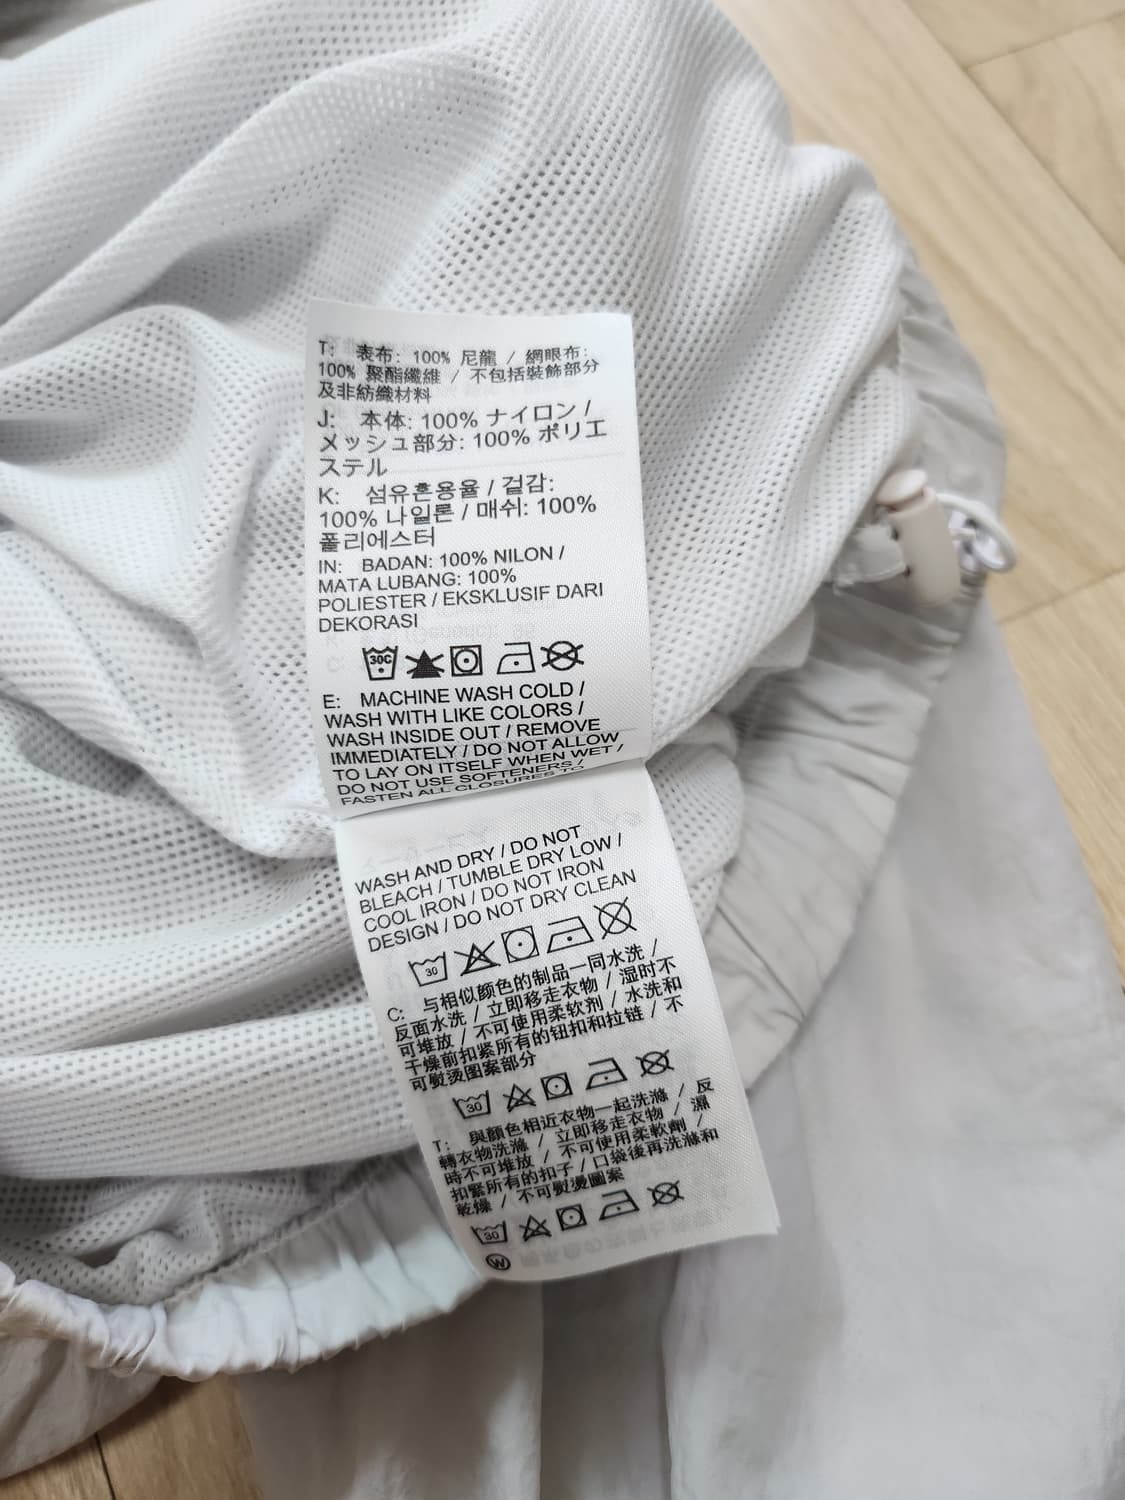 T: 表布: 100% 尼龍 / 網眼布:
100% 聚酯纖維 / 不包括裝飾部分
及非紡織材料
J: 本体: 100% ナイロン /
メッシュ部分: 100% ポリエ
ステル
K: 섬유혼용율 / 겉감:
100% 나일론 / 매쉬: 100%
폴리에스터
IN: BADAN: 100% NILON /
MATA LUBANG: 100%
POLIESTER / EKSKLUSIF DARI
DEKORASI
30C
E: MACHINE WASH COLD /
WASH WITH LIKE COLORS /
WASH INSIDE OUT / REMOVE
IMMEDIATELY / DO NOT ALLOW
TO LAY ON ITSELF WHEN WET /
DO NOT USE SOFTENERS /
FASTEN ALL CLOSURES TO
WASH AND DRY / DO NOT
BLEACH / TUMBLE DRY LOW /
COOL IRON / DO NOT IRON
DESIGN / DO NOT DRY CLEAN
30
C: 与相似颜色的制品一同水洗 /
反面水洗 / 立即移走衣物 / 湿时不
可堆放 / 不可使用柔软剂 / 水洗和
干燥前扣紧所有的钮扣和拉链 / 不
可熨烫图案部分
30
T: 與顏色相近衣物一起洗滌 / 反
轉衣物洗滌 / 立即移走衣物 / 濕
時不可堆放 / 不可使用柔軟劑 /
扣緊所有的扣子 / 口袋後再洗滌和
乾燥 / 不可熨燙圖案
30
W